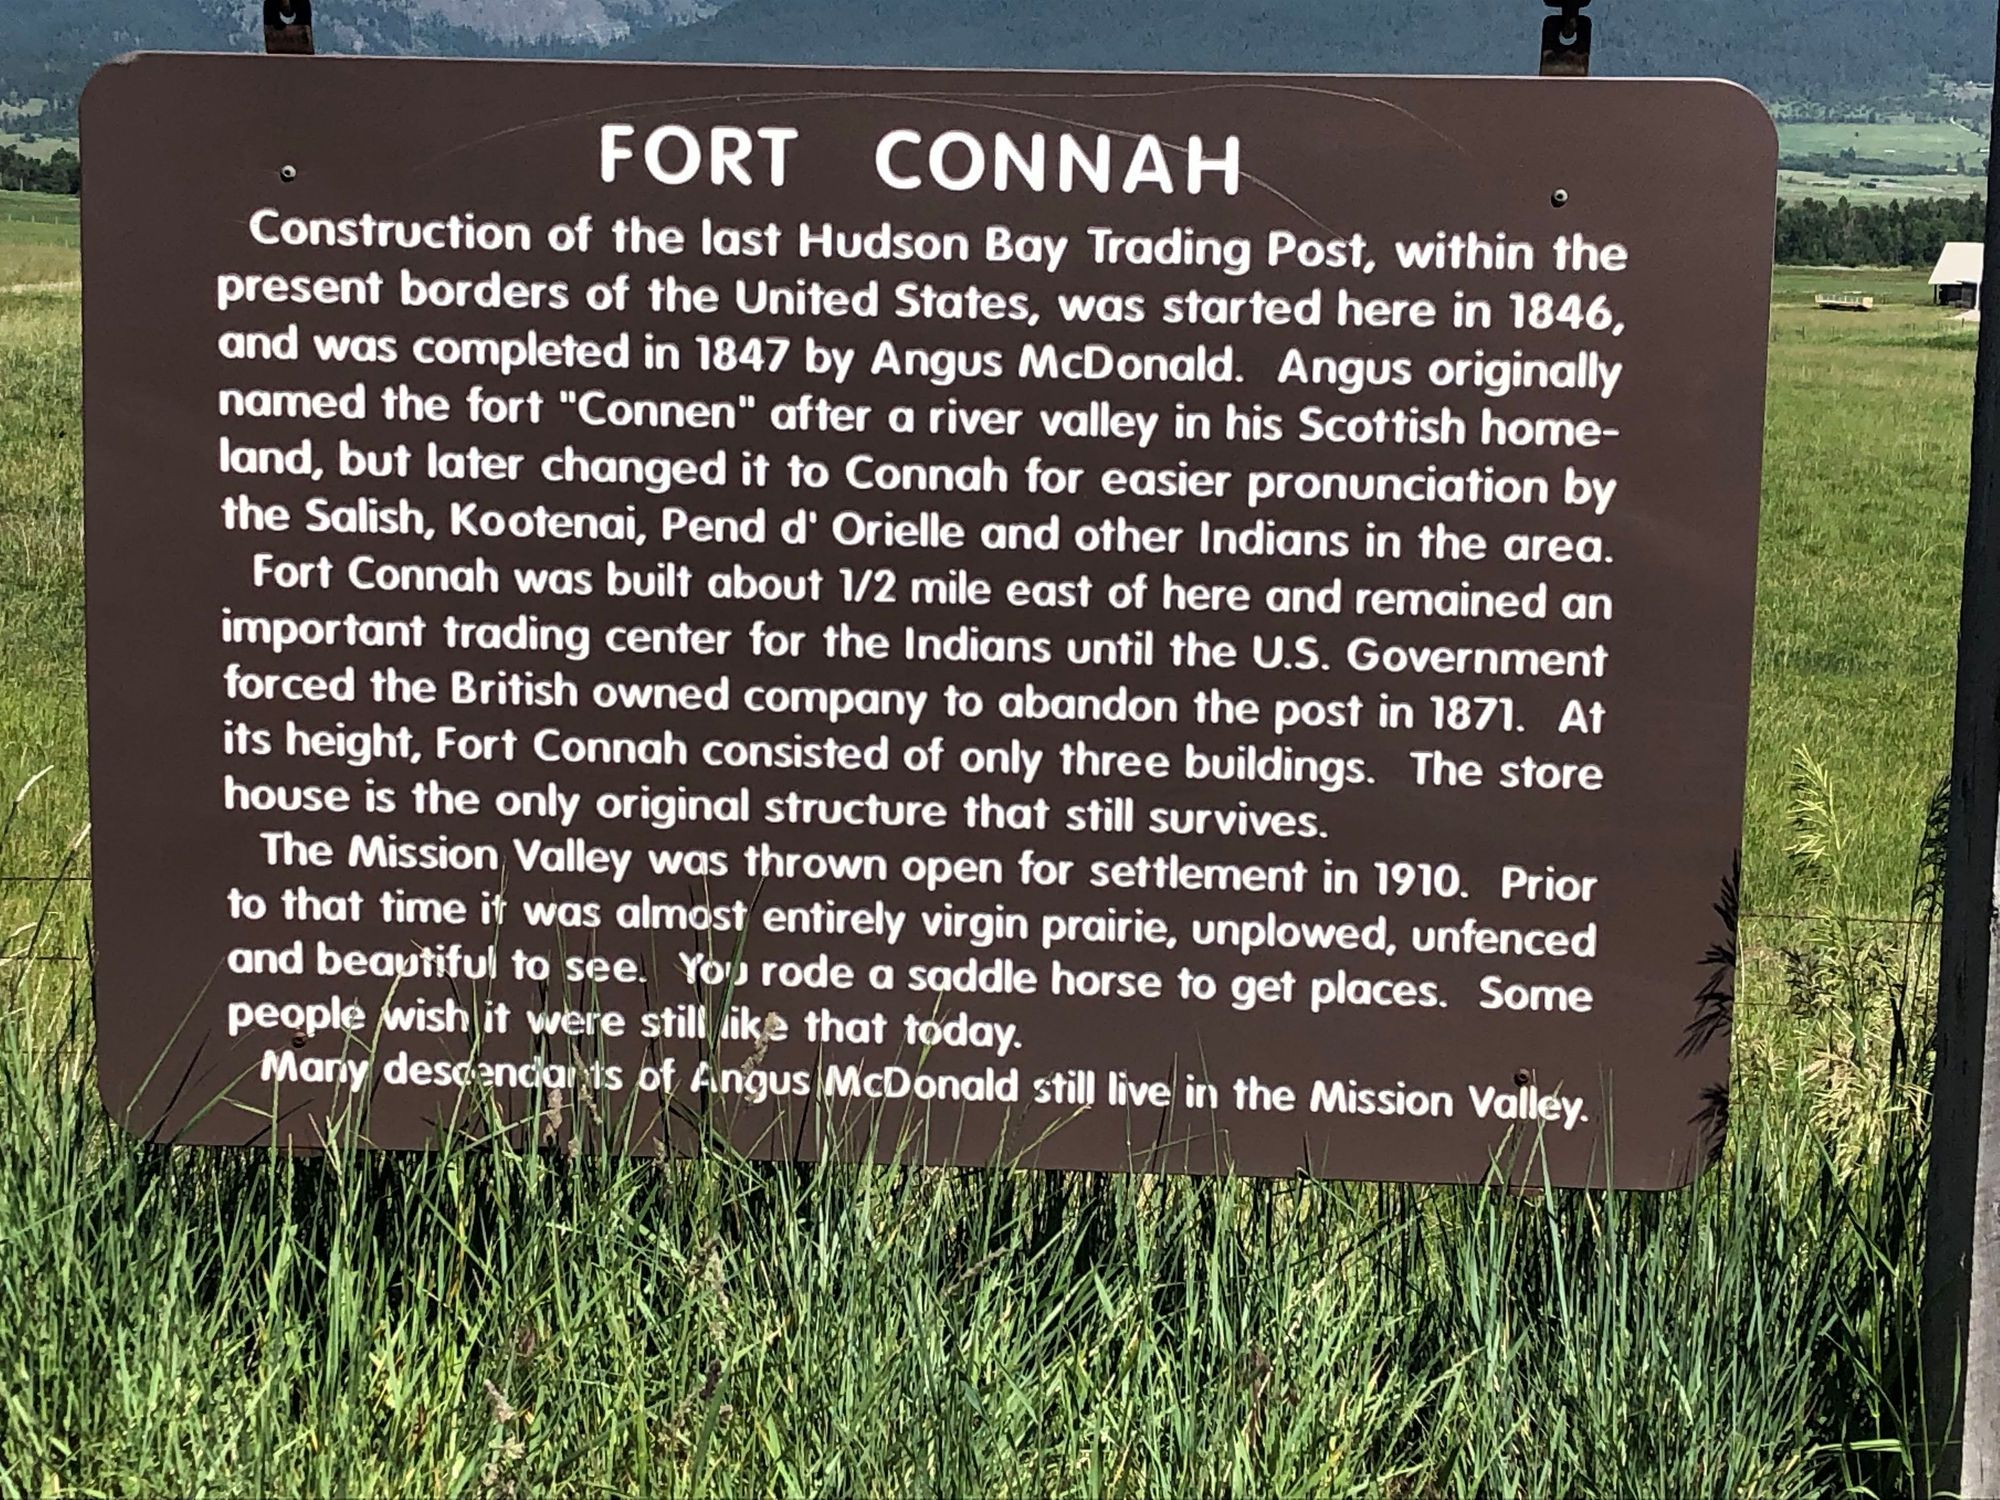 FORT CONNAH
Construction of the last Hudson Bay Trading Post, within the
present borders of the United States, was started here in 1846,
and was completed in 1847 by Angus McDonald. Angus originally
named the fort "Connen" after a river valley in his Scottish home-
land, but later changed it to Connah for easier pronunciation by
the Salish, Kootenai, Pend d' Orielle and other Indians in the area.
Fort Connah was built about 1/2 mile east of here and remained an
important trading center for the Indians until the U.S. Government
forced the British owned company to abandon the post in 1871. At
its height, Fort Connah consisted of only three buildings. The store
house is the only original structure that still survives.
The Mission Valley was thrown open for settlement in 1910. Prior
to that time it was almost entirely virgin prairie, unplowed, unfenced
and beautiful to see. You rode a saddle horse to get places. Some
people wish it were still like that today.
Many descendants of Angus McDonald still live in the Mission Valley.